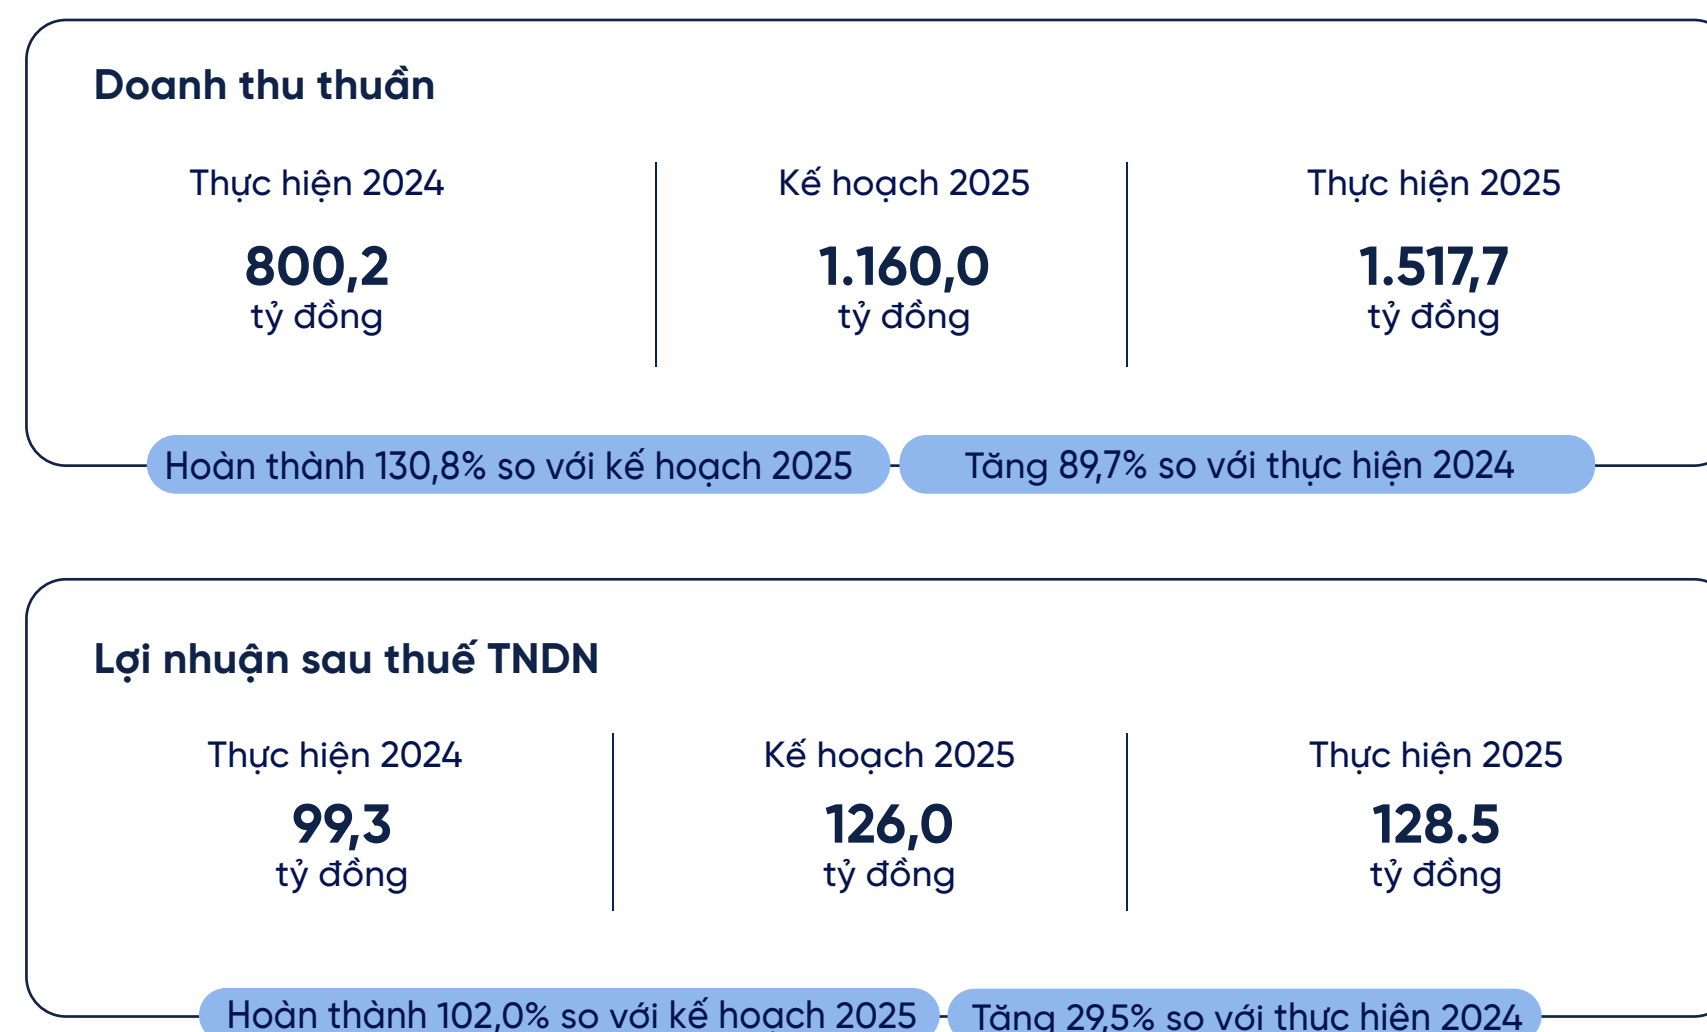 Doanh thu thuần
Thực hiện 2024
Kế hoạch 2025
Thực hiện 2025
800,2
1.160,0
1.517,7
tỷ đồng
tỷ đồng
tỷ đồng
Hoàn thành 130,8% so với kế hoạch 2025
Tăng 89,7% so với thực hiện 2024
Lợi nhuận sau thuế TNDN
Thực hiện 2024
Kế hoạch 2025
Thực hiện 2025
99,3
126,0
128.5
tỷ đồng
tỷ đồng
tỷ đồng
Hoàn thành 102,0% so với kế hoạch 2025
Tăng 29,5% so với thực hiện 2024